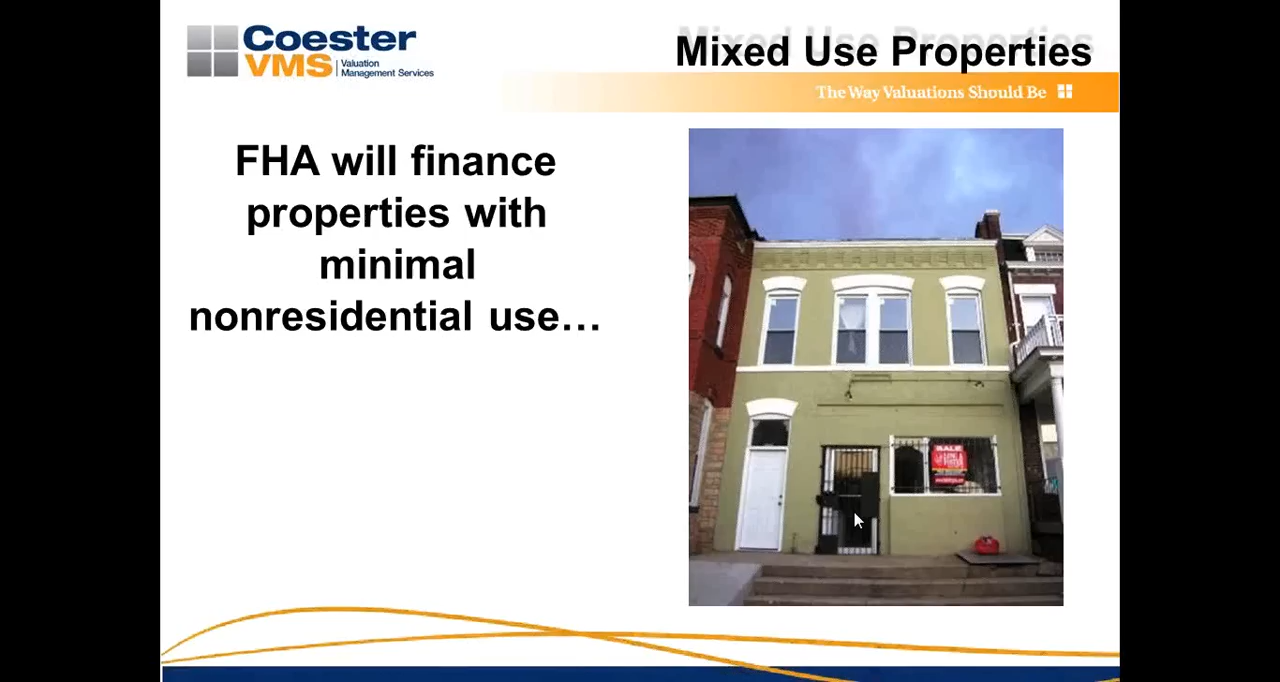 Coester
VMS
Valuation
Management Services
Mixed Use Properties
The Way Valuations Should Be
FHA will finance
properties with
minimal
nonresidential use…
SALE